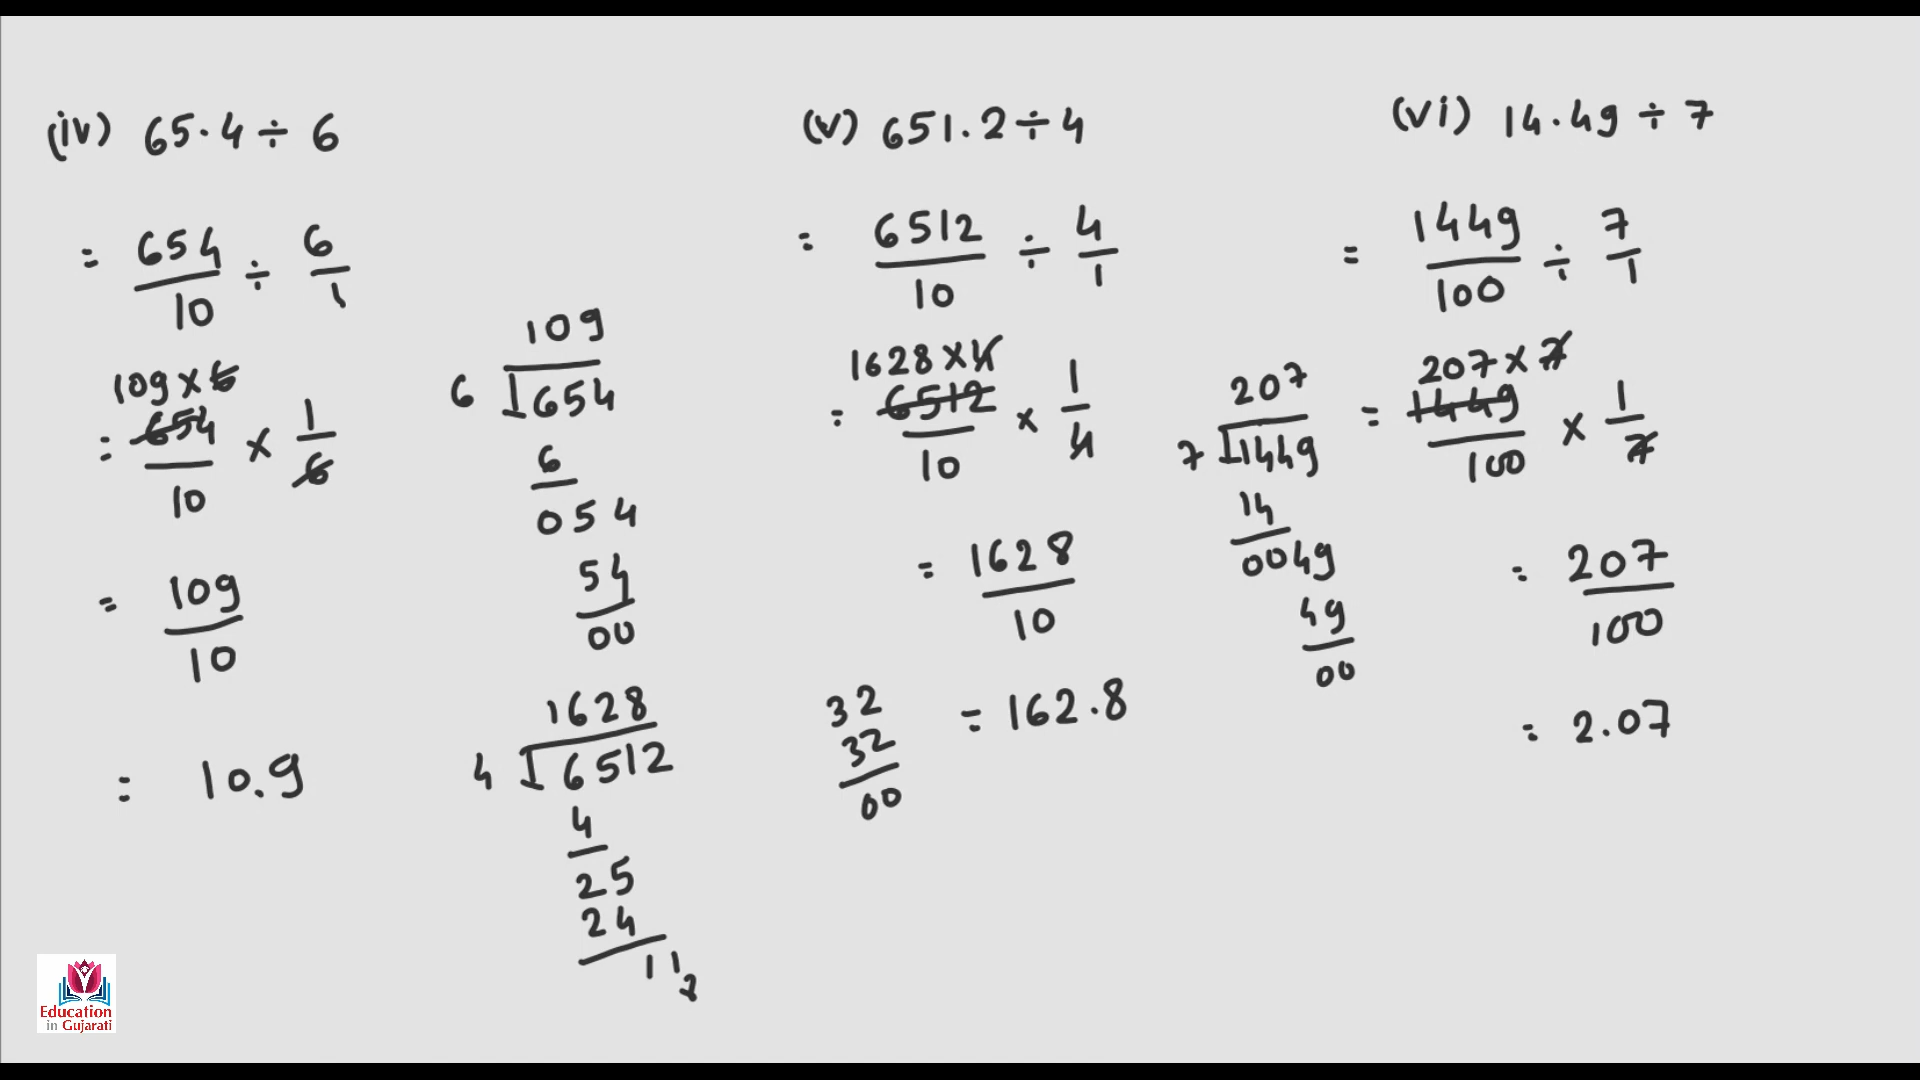 (iv) 65.4 ÷ 6
= 654/10 ÷ 6/1
109 × 6
= 654/10 × 1/6
= 109/10
= 10.9
109
6 654
6
054
54
00
1628
4 6512
4
25
24
11
2
32
32
00
(v) 651.2 ÷ 4
= 6512/10 ÷ 4/1
1628 × 4
= 6512/10 × 1/4
= 1628/10
= 162.8
(vi) 14.49 ÷ 7
= 1449/100 ÷ 7/1
207 × 7
= 1449/100 × 1/7
= 207/100
= 2.07
207
7 1449
14
0049
49
00
Education
in Gujarati